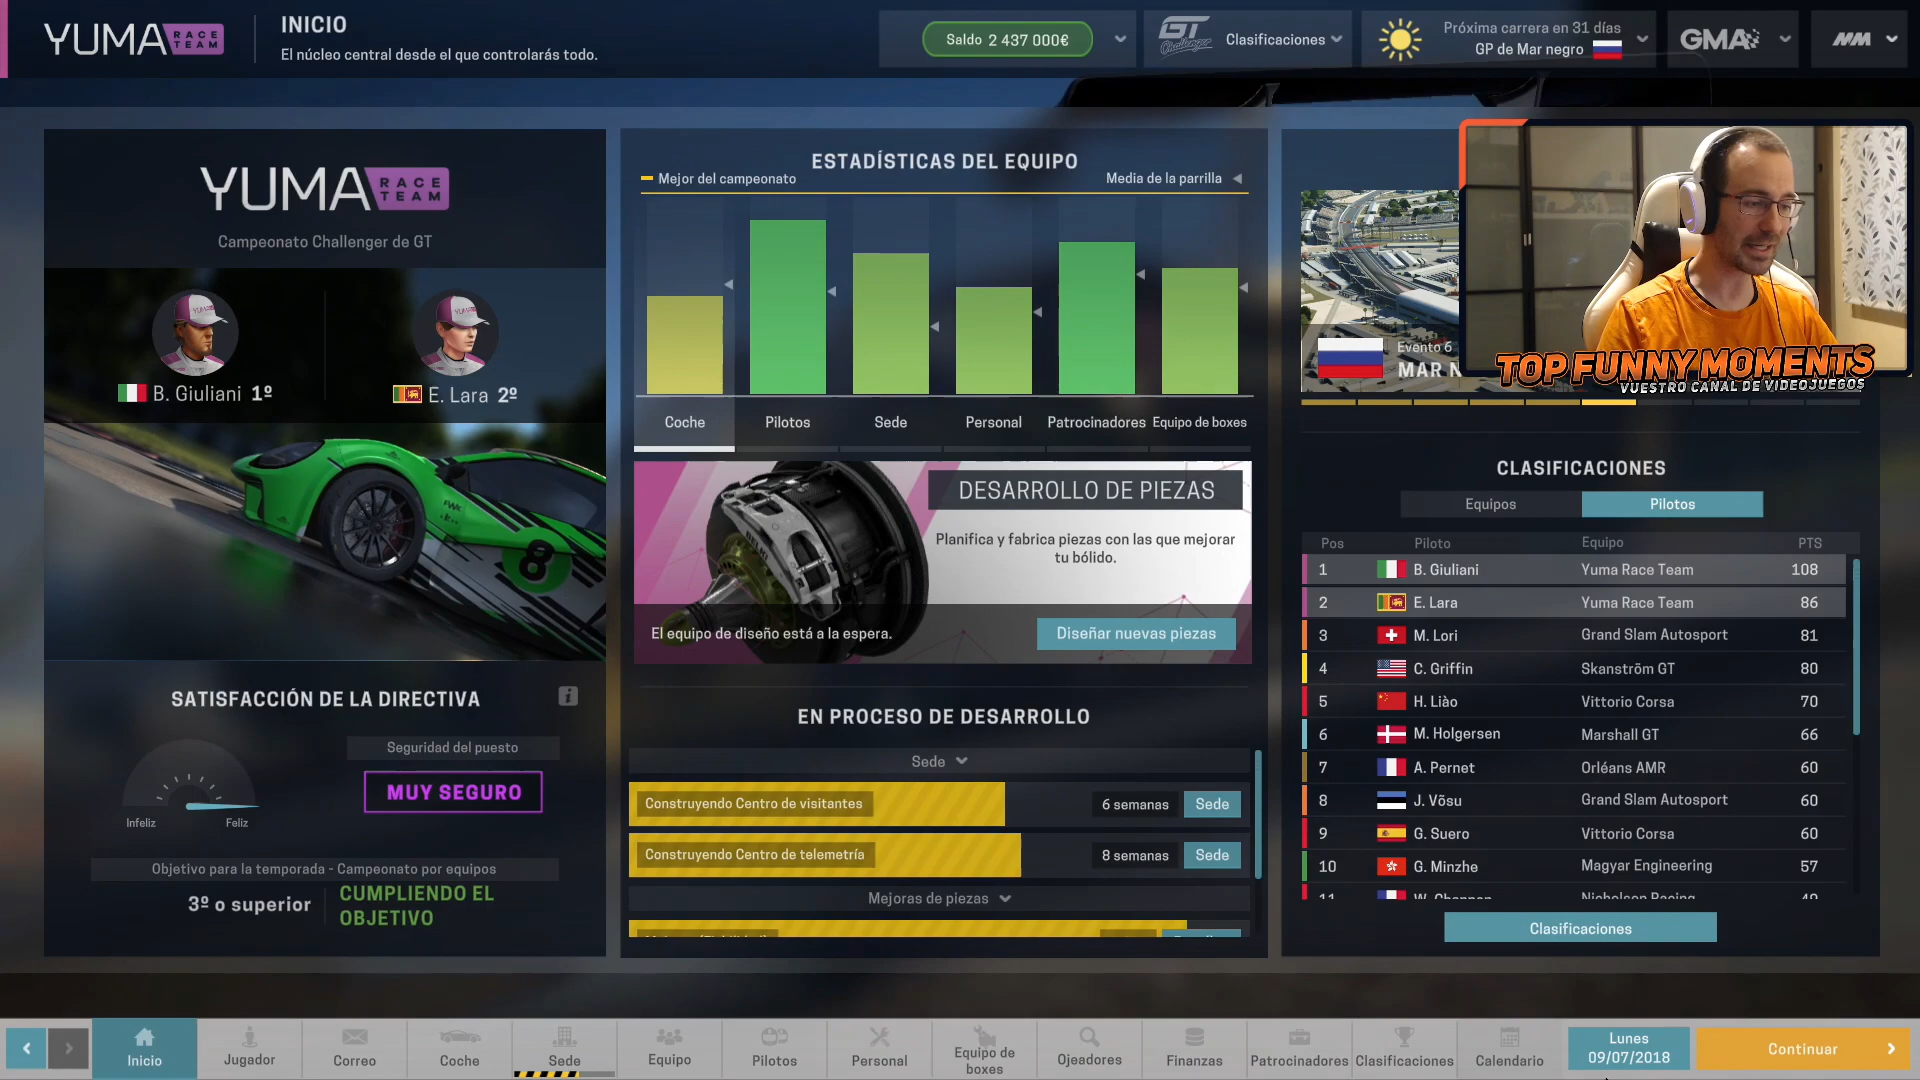 YUMA RACE TEAM
INICIO
El núcleo central desde el que controlarás todo.
Saldo 2 437 000€
GT Challenger
Clasificaciones
Próxima carrera en 31 días
GP de Mar negro
GMA
MM
YUMA RACE TEAM
Campeonato Challenger de GT
B. Giuliani 1º
E. Lara 2º
8
SATISFACCIÓN DE LA DIRECTIVA
i
Seguridad del puesto
MUY SEGURO
Infeliz
Feliz
Objetivo para la temporada - Campeonato por equipos
3º o superior
CUMPLIENDO EL
OBJETIVO
ESTADÍSTICAS DEL EQUIPO
Mejor del campeonato
Media de la parrilla
Coche
Pilotos
Sede
Personal
Patrocinadores
Equipo de boxes
DESARROLLO DE PIEZAS
Planifica y fabrica piezas con las que mejorar
tu bólido.
El equipo de diseño está a la espera.
Diseñar nuevas piezas
EN PROCESO DE DESARROLLO
Sede
Construyendo Centro de visitantes
6 semanas
Sede
Construyendo Centro de telemetría
8 semanas
Sede
Mejoras de piezas
Evento 6
MAR N
TOP FUNNY MOMENTS
VUESTRO CANAL DE VIDEOJUEGOS
CLASIFICACIONES
Equipos
Pilotos
Pos Piloto Equipo PTS
1 B. Giuliani Yuma Race Team 108
2 E. Lara Yuma Race Team 86
3 M. Lori Grand Slam Autosport 81
4 C. Griffin Skanström GT 80
5 H. Liào Vittorio Corsa 70
6 M. Holgersen Marshall GT 66
7 A. Pernet Orléans AMR 60
8 J. Võsu Grand Slam Autosport 60
9 G. Suero Vittorio Corsa 60
10 G. Minzhe Magyar Engineering 57
Clasificaciones
Inicio
Jugador
Correo
Coche
Sede
Equipo
Pilotos
Personal
Equipo de
boxes
Ojeadores
Finanzas
Patrocinadores
Clasificaciones
Calendario
Lunes
09/07/2018
Continuar